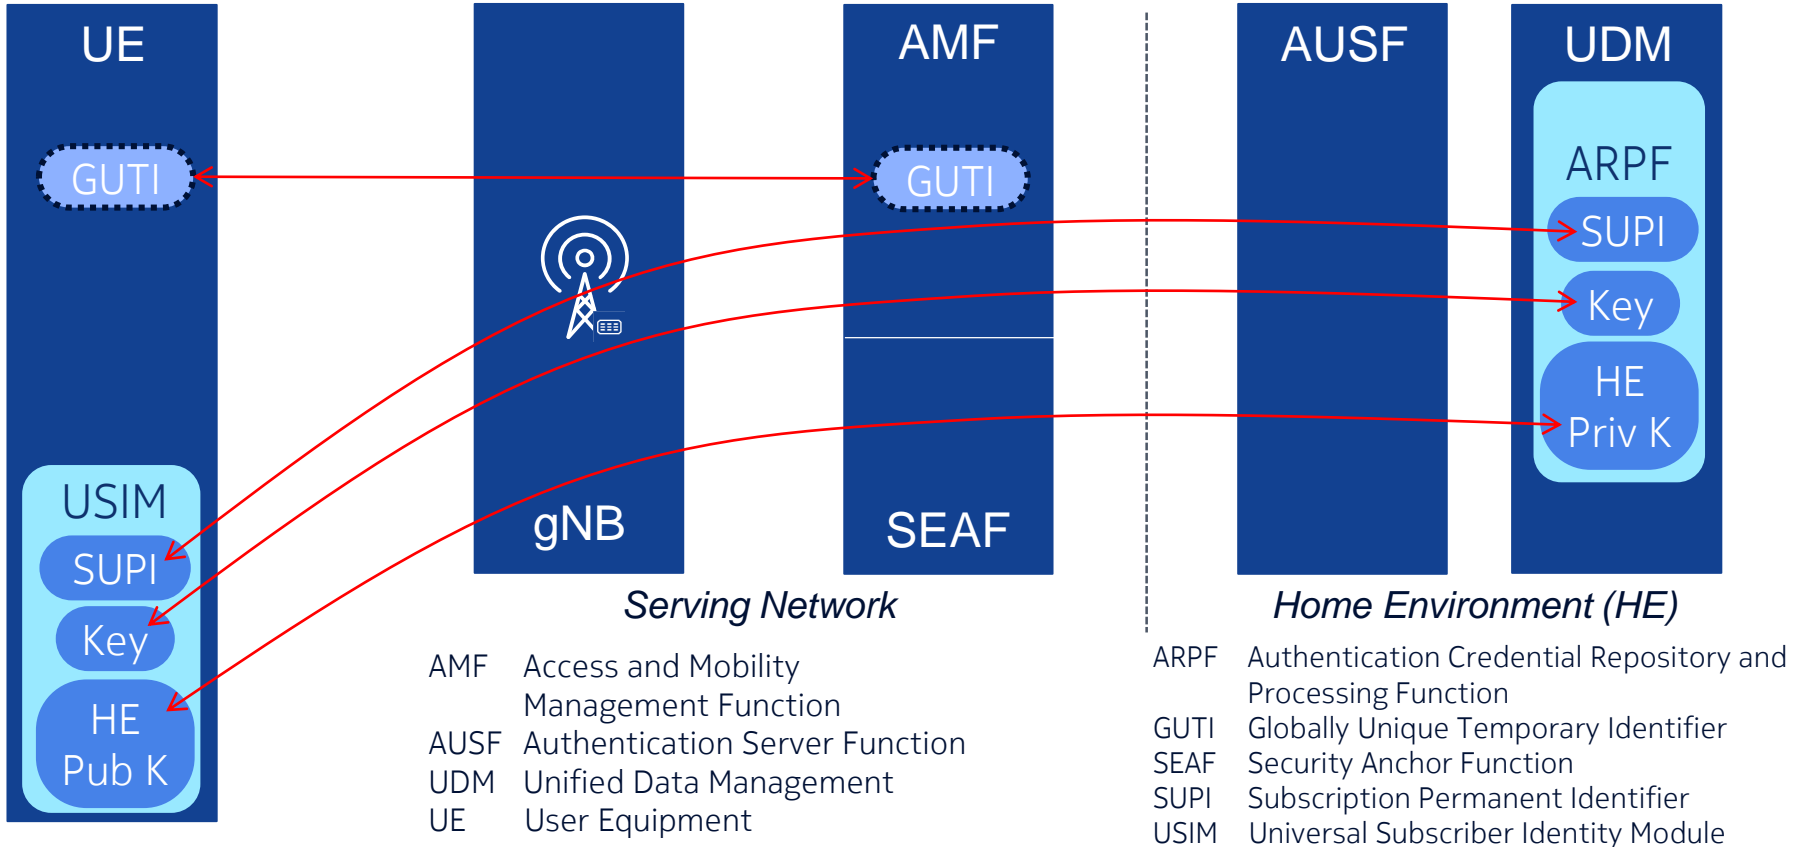 UE
AMF
AUSF
UDM
GUTI
GUTI
ARPF
SUPI
Key
HE
Priv K
USIM
SUPI
Key
HE
Pub K
gNB
SEAF
Serving Network
Home Environment (HE)
AMF Access and Mobility
Management Function
AUSF Authentication Server Function
UDM Unified Data Management
UE User Equipment
ARPF Authentication Credential Repository and
Processing Function
GUTI Globally Unique Temporary Identifier
SEAF Security Anchor Function
SUPI Subscription Permanent Identifier
USIM Universal Subscriber Identity Module